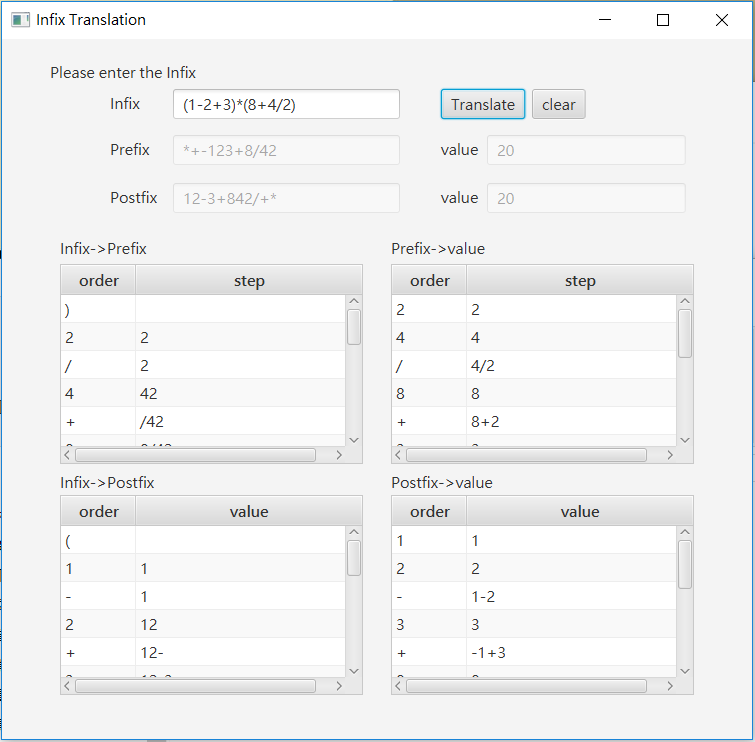 Infix Translation
Please enter the Infix
Infix (1-2+3)*(8+4/2) Translate clear
Prefix *+-123+8/42 value 20
Postfix 12-3+842/+* value 20
Infix->Prefix Prefix->value
order step order step
) 2 2
2 2 4 4
/ 2 / 4/2
4 42 8 8
+ /42 + 8+2
Infix->Postfix Postfix->value
order value order value
( 1 1
1 1 2 2
- 1 - 1-2
2 12 3 3
+ 12- + -1+3